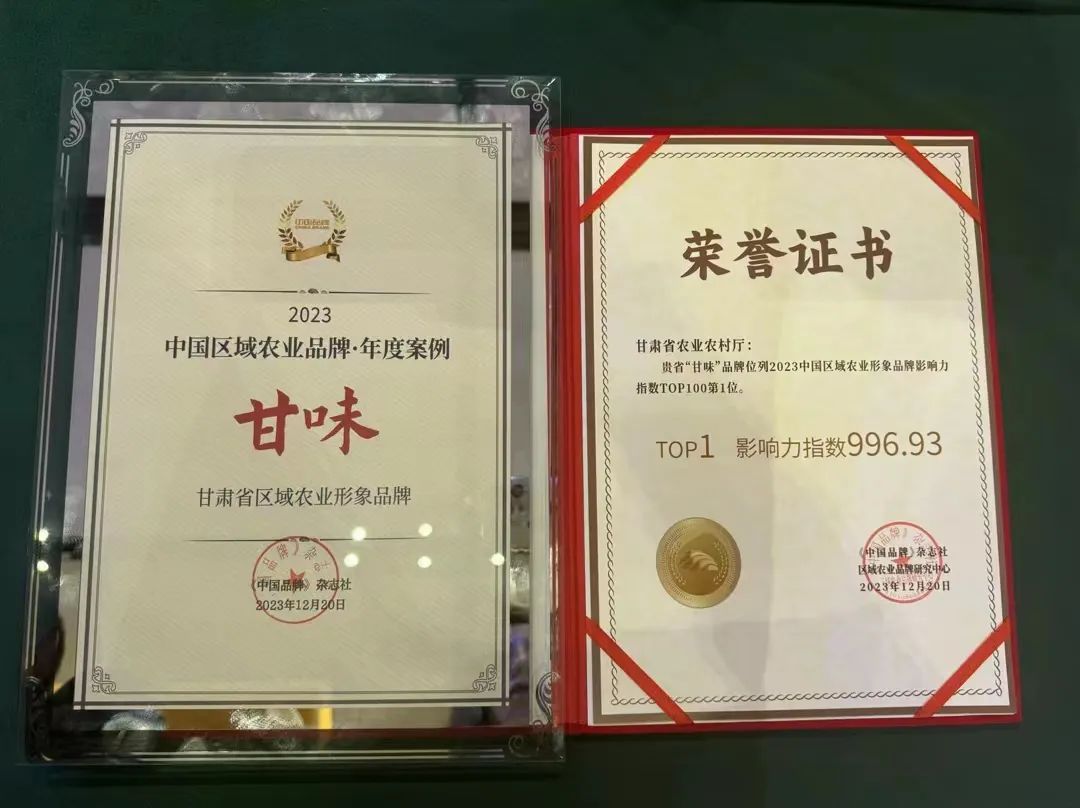 中国品牌
CHINA BRAND
2023
中国区域农业品牌·年度案例
甘味
甘肃省区域农业形象品牌
《中国品牌》杂志社
2023年12月20日
荣誉证书
甘肃省农业农村厅：
贵省“甘味”品牌位列2023中国区域农业形象品牌影响力
指数TOP100第1位。
TOP1 影响力指数996.93
《中国品牌》杂志社
区域农业品牌研究中心
2023年12月20日